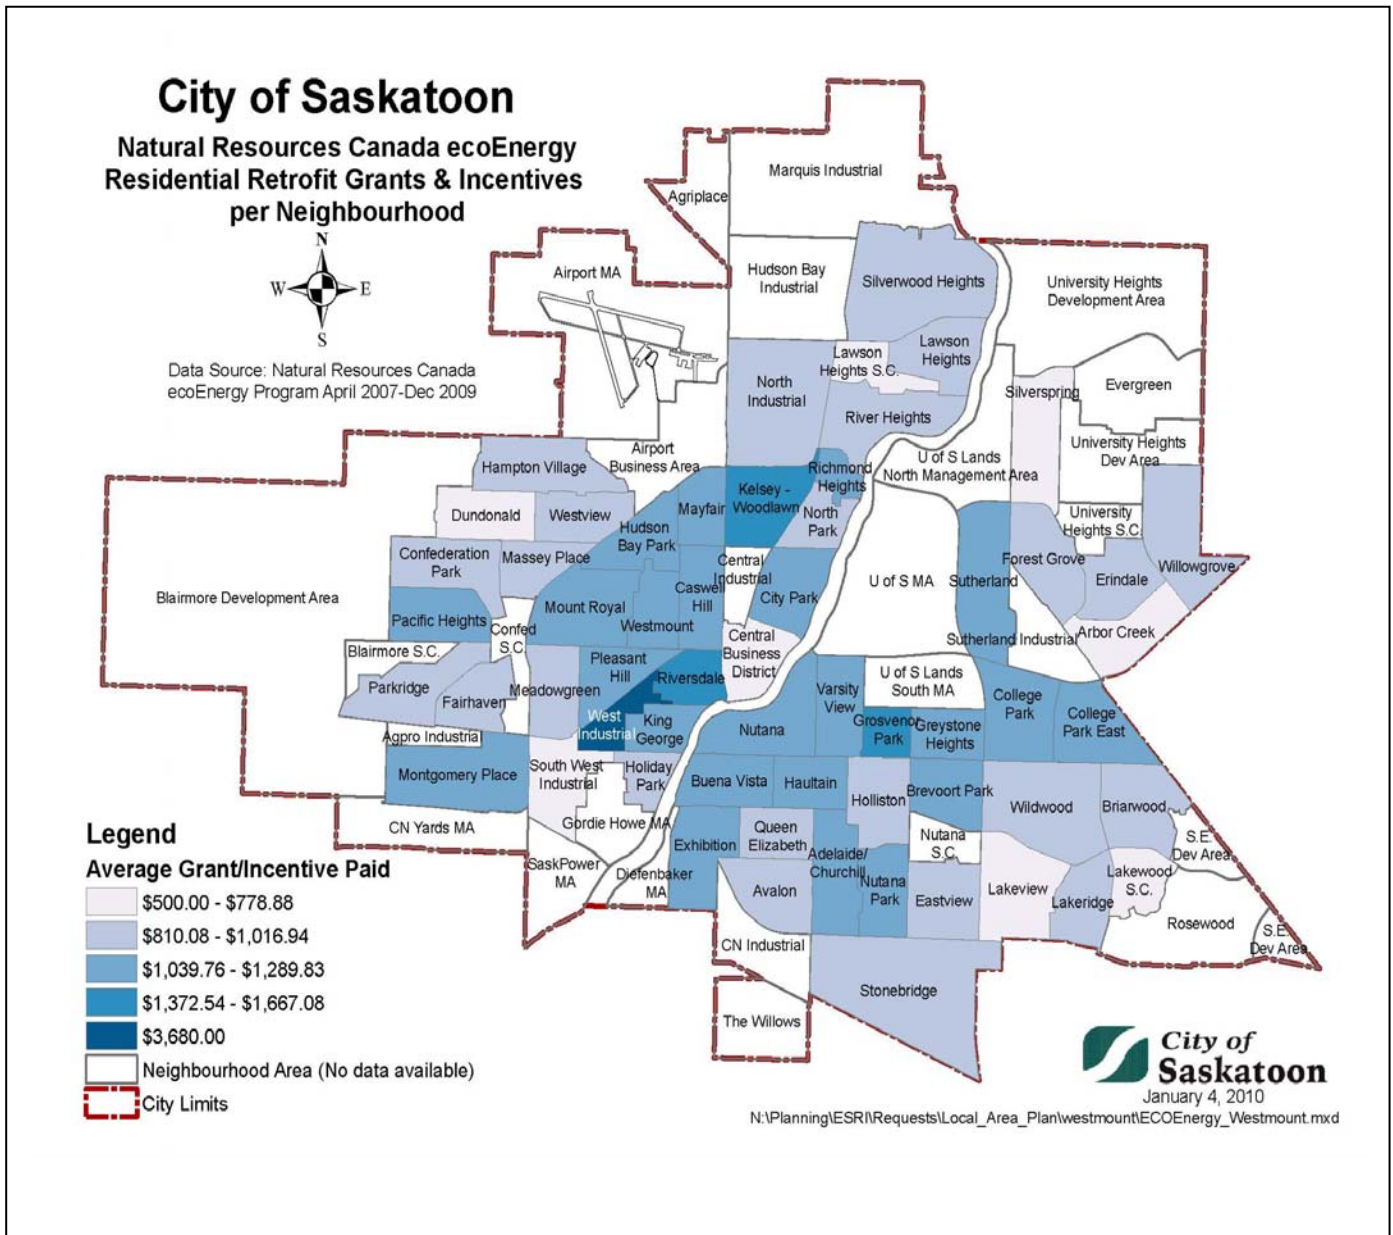 City of Saskatoon
Natural Resources Canada ecoEnergy
Residential Retrofit Grants & Incentives
per Neighbourhood
N
W
E
S
Data Source: Natural Resources Canada
ecoEnergy Program April 2007-Dec 2009
Marquis Industrial
Agriplace
Airport MA
Hudson Bay
Industrial
Silverwood Heights
University Heights
Development Area
Lawson
Heights
Lawson
Heights S.C.
North
Industrial
River Heights
Silverspring
Evergreen
University Heights
Dev Area
Airport
Business Area
U of S Lands
North Management Area
Hampton Village
Richmond
Heights
Kelsey -
Woodlawn
Mayfair
North
Park
Dundonald
Westview
Hudson
Bay Park
University
Heights S.C.
Confederation
Park
Massey Place
Central
Industrial
Forest Grove
Erindale
Willowgrove
U of S MA
Sutherland
Blairmore Development Area
Mount Royal
Caswell
Hill
City Park
Westmount
Pacific Heights
Confed
S.C.
Central
Business
District
Sutherland Industrial
Arbor Creek
Blairmore S.C.
Pleasant
Hill
Riversdale
U of S Lands
South MA
Parkridge
Fairhaven
Meadowgreen
Varsity
View
College
Park
College
Park East
West
Industrial
King
George
Nutana
Grosvenor
Park
Greystone
Heights
Agpro Industrial
Montgomery Place
South West
Industrial
Holiday
Park
Buena Vista
Haultain
Holliston
Brevoort Park
Wildwood
Briarwood
CN Yards MA
Gordie Howe MA
Queen
Elizabeth
Exhibition
Adelaide/
Churchill
Nutana
S.C.
S.E.
Dev Area
SaskPower
MA
Diefenbaker
MA
Avalon
Nutana
Park
Eastview
Lakeview
Lakeridge
Lakewood
S.C.
Rosewood
S.E.
Dev Area
CN Industrial
Stonebridge
The Willows
Legend
Average Grant/Incentive Paid
$500.00 - $778.88
$810.08 - $1,016.94
$1,039.76 - $1,289.83
$1,372.54 - $1,667.08
$3,680.00
Neighbourhood Area (No data available)
City Limits
City of
Saskatoon
January 4, 2010
N:\Planning\ESRI\Requests\Local_Area_Plan\westmount\ECOEnergy_Westmount.mxd